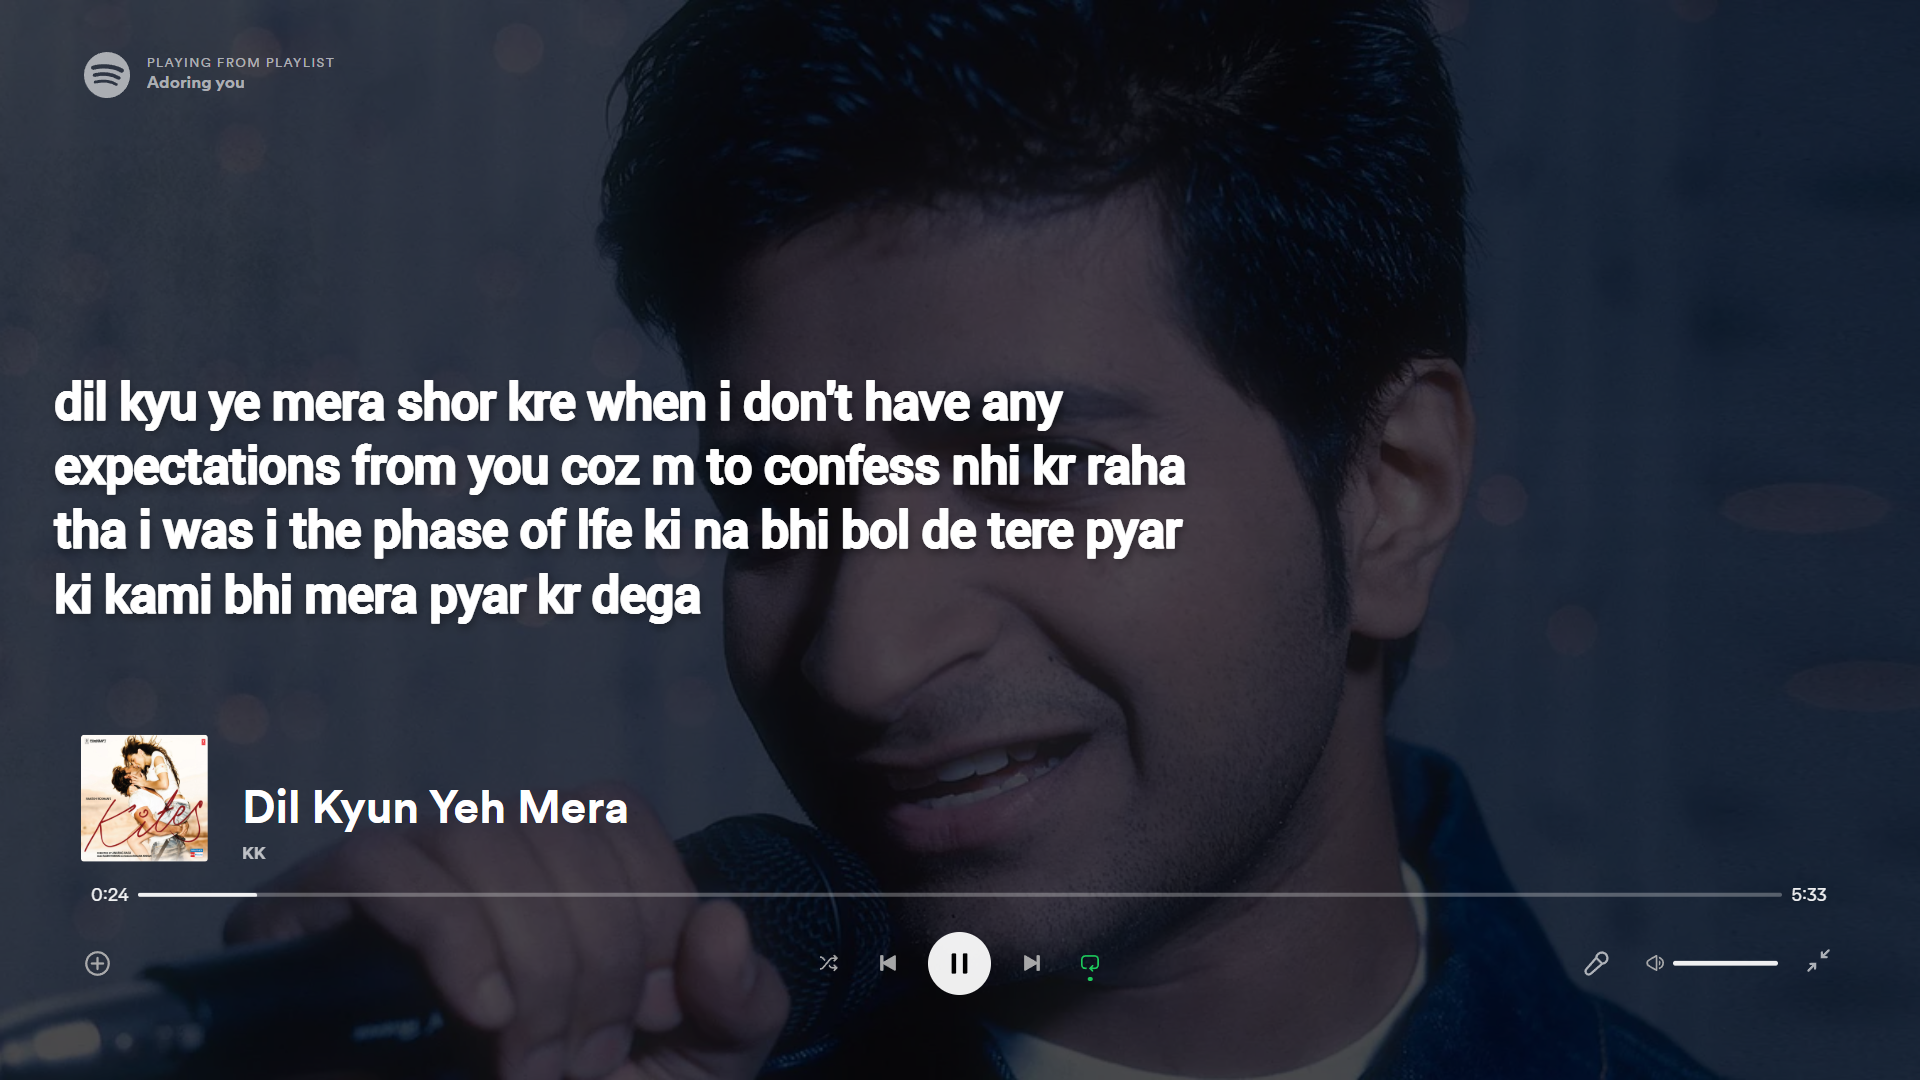 PLAYING FROM PLAYLIST
Adoring you
dil kyu ye mera shor kre when i don't have any
expectations from you coz m to confess nhi kr raha
tha i was i the phase of lfe ki na bhi bol de tere pyar
ki kami bhi mera pyar kr dega
Kites
Dil Kyun Yeh Mera
KK
0:24
5:33